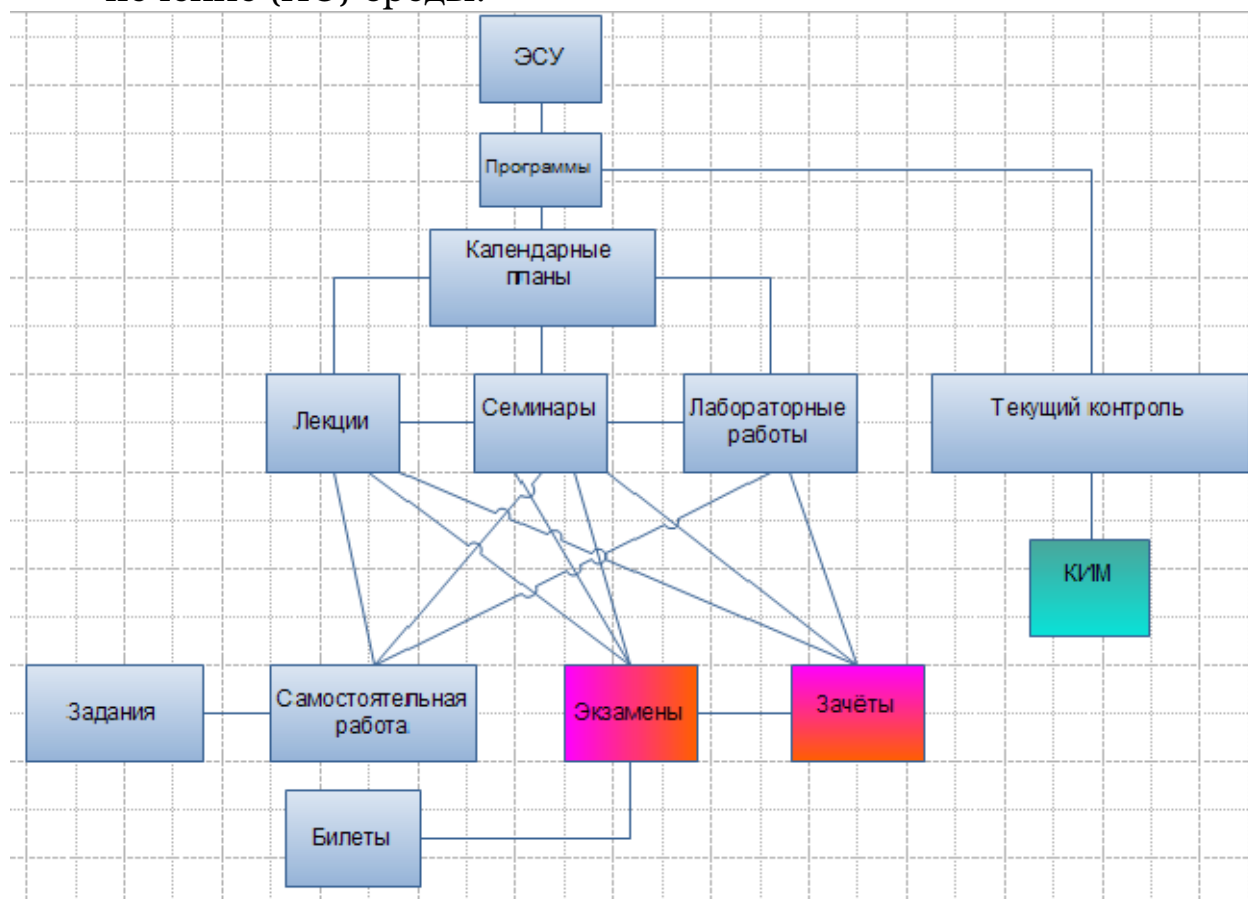 ЭСУ
Программы
Календарные
планы
Лекции
Семинары
Лабораторные
работы
Текущий контроль
КИМ
Задания
Самостоятельная
работа
Экзамены
Зачёты
Билеты